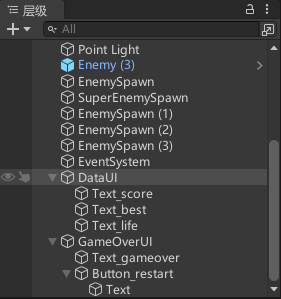 层级
All
Point Light
Enemy (3)
EnemySpawn
SuperEnemySpawn
EnemySpawn (1)
EnemySpawn (2)
EnemySpawn (3)
EventSystem
DataUI
Text_score
Text_best
Text_life
GameOverUI
Text_gameover
Button_restart
Text